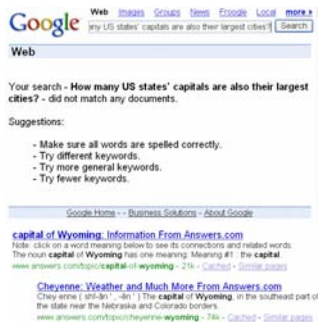 Google
Web Images Groups News Froogle Local more »
ny US states' capitals are also their largest cities? Search
Web
Your search - How many US states' capitals are also their largest
cities? - did not match any documents.
Suggestions:
- Make sure all words are spelled correctly.
- Try different keywords.
- Try more general keywords.
- Try fewer keywords.
Google Home - - Business Solutions - About Google
capital of Wyoming: Information From Answers.com
Note: click on a word meaning below to see its connections and related words.
The noun capital of Wyoming has one meaning: Meaning #1 : the capital
www.answers.com/topic/capital-of-wyoming - 21k - Cached - Similar pages
Cheyenne: Weather and Much More From Answers.com
Chey·enne ( shī-ăn ' , -ĕn ' ) The capital of Wyoming, in the southeast part of
the state near the Nebraska and Colorado borders.
www.answers.com/topic/cheyenne-wyoming - 74k - Cached - Similar pages